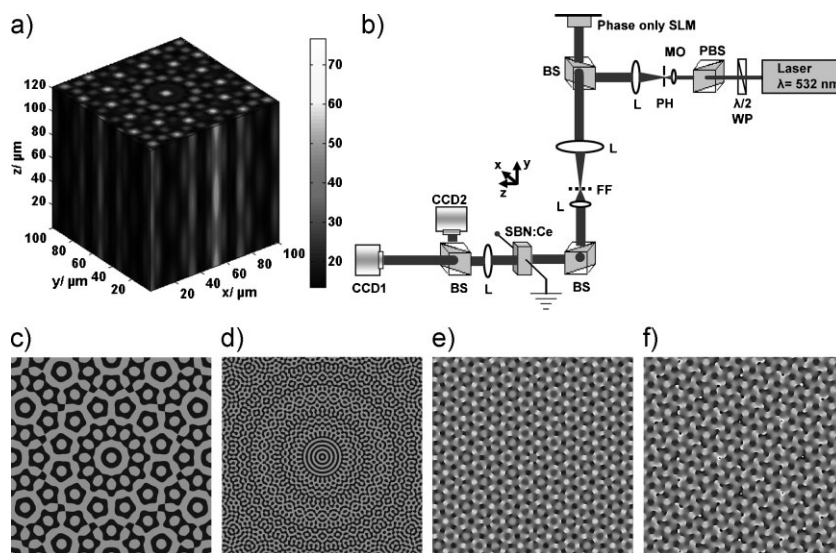 a)
120
100
80
60
40
20
z/ µm
100
80
60
40
20
y/ µm
20
40
60
80
100
x/ µm
70
60
50
40
30
20
b)
Phase only SLM
BS
MO
PBS
Laser
λ= 532 nm
L
PH
λ/2
WP
L
x
y
z
FF
L
CCD2
SBN:Ce
CCD1
BS
L
BS
c)
d)
e)
f)